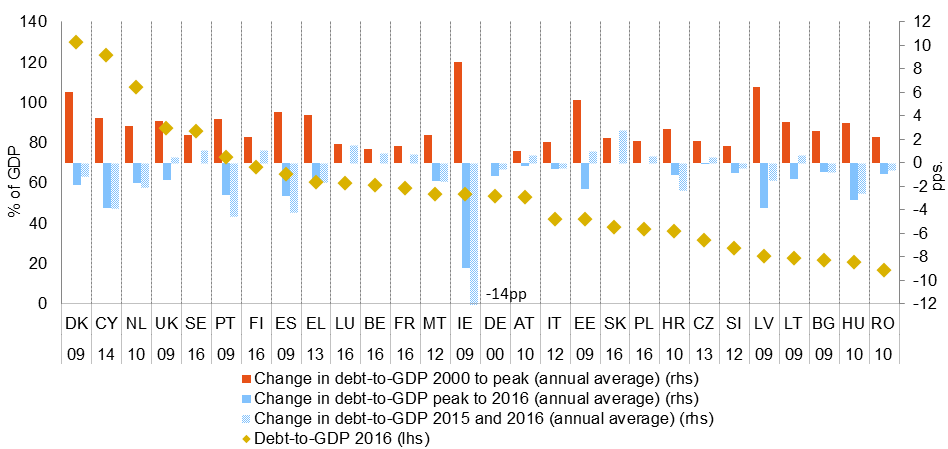 140
120
100
80
60
40
20
0
% of GDP
12
10
8
6
4
2
0
-2
-4
-6
-8
-10
-12
pps.
-14pp
DK CY NL UK SE PT FI ES EL LU BE FR MT IE DE AT IT EE SK PL HR CZ SI LV LT BG HU RO
09 14 10 09 16 09 16 09 13 16 16 16 12 09 00 10 12 09 16 16 10 13 12 09 09 09 10 10
Change in debt-to-GDP 2000 to peak (annual average) (rhs)
Change in debt-to-GDP peak to 2016 (annual average) (rhs)
Change in debt-to-GDP 2015 and 2016 (annual average) (rhs)
Debt-to-GDP 2016 (lhs)